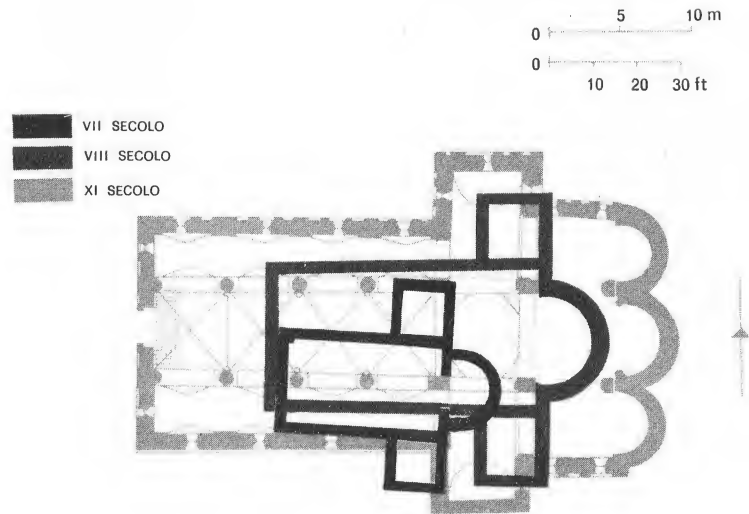 5 10 m
0
0
10 20 30 ft
VII SECOLO
VIII SECOLO
XI SECOLO